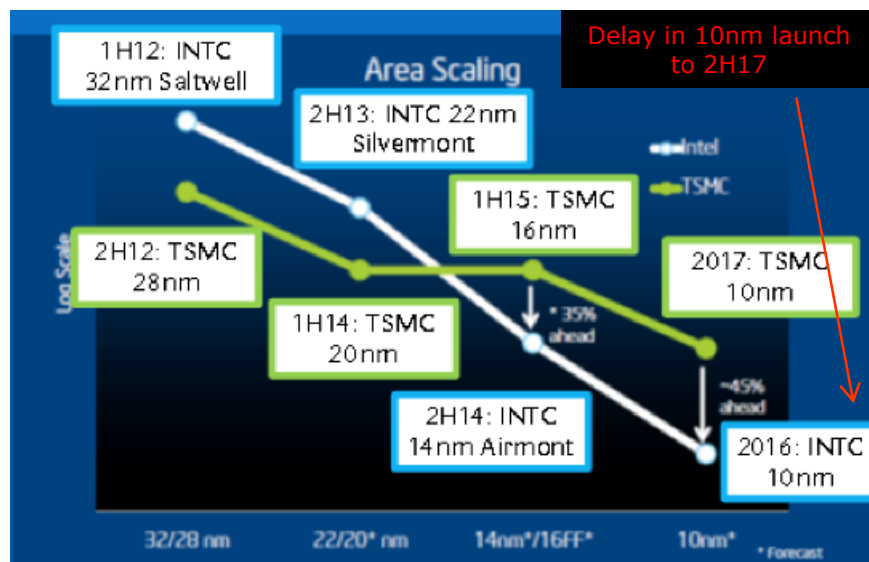 1H12: INTC
32nm Saltwell
Area Scaling
Delay in 10nm launch
to 2H17
2H13: INTC 22nm
Silvermont
Intel
TSMC
1H15: TSMC
16nm
2H12: TSMC
28nm
Log Scale
2017: TSMC
10nm
1H14: TSMC
20nm
* 35%
ahead
~45%
ahead
2H14: INTC
14nm Airmont
2016: INTC
10nm
32/28 nm
22/20* nm
14nm*/16FF*
10nm*
* Forecast